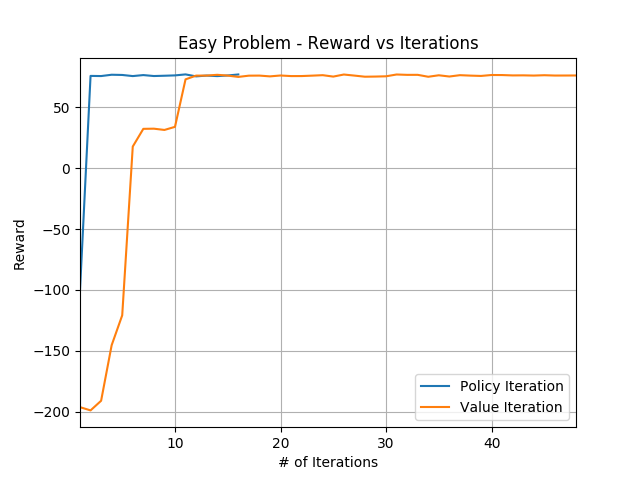 Easy Problem - Reward vs Iterations
50
0
−50
−100
−150
−200
Reward
10 20 30 40
# of Iterations
Policy Iteration
Value Iteration